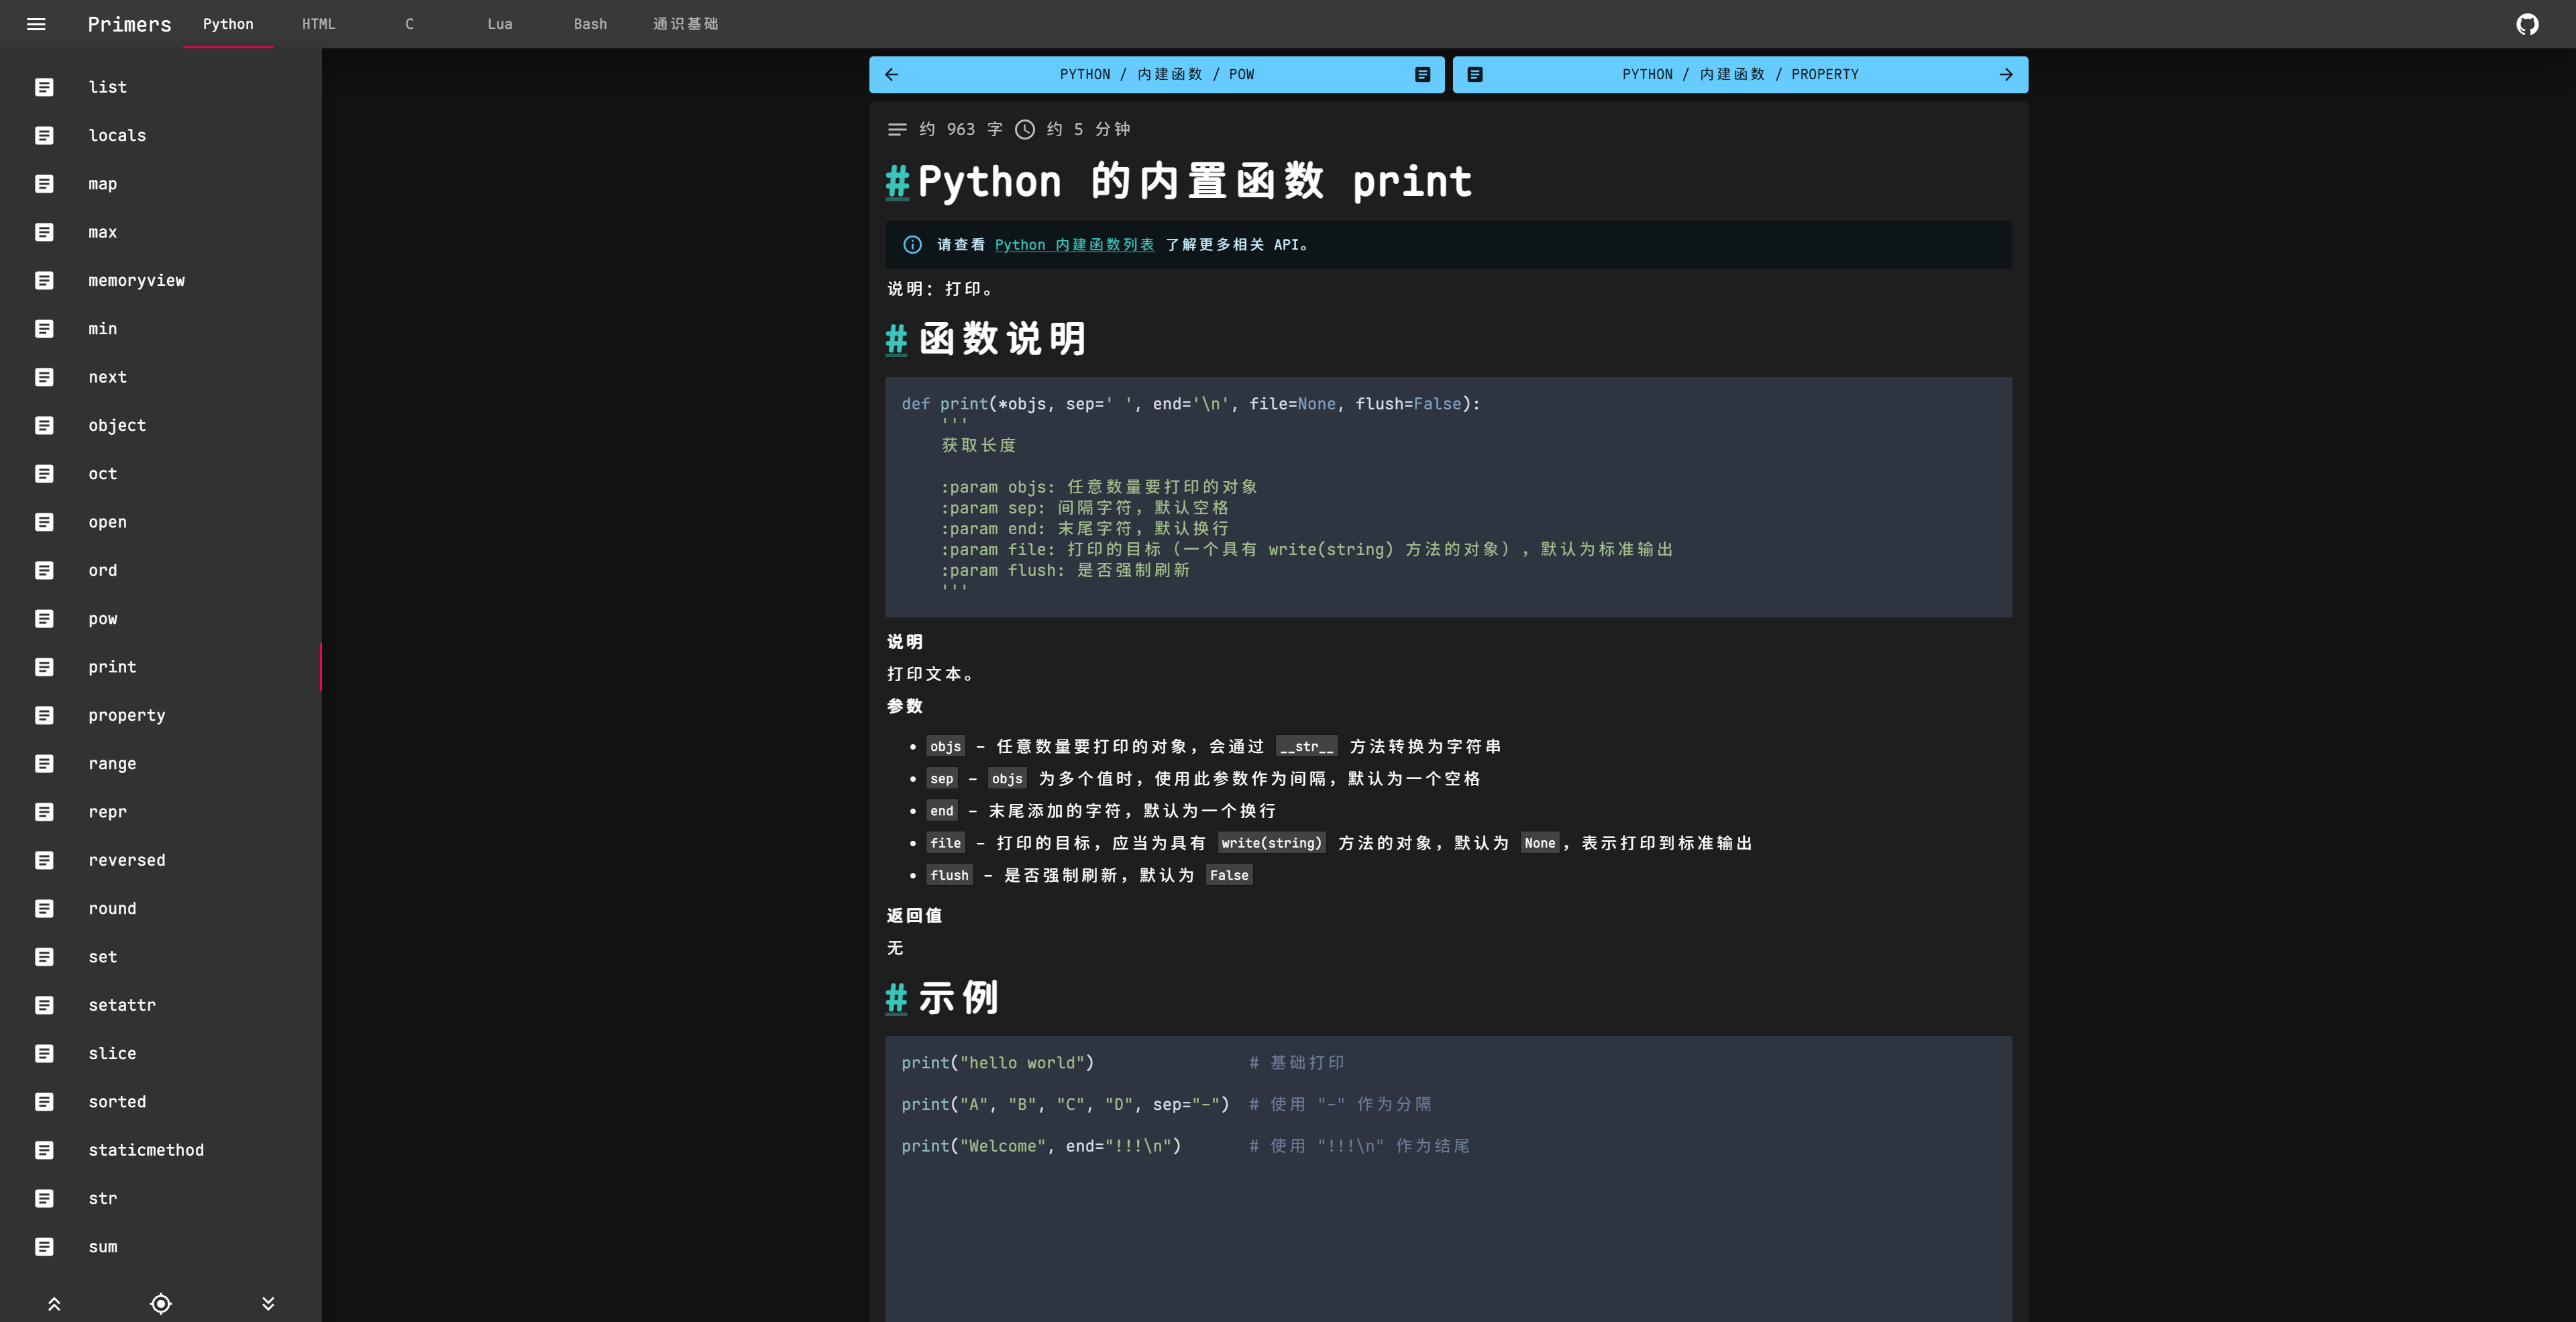 Primers Python HTML C Lua Bash 通识基础
list
locals
map
max
memoryview
min
next
object
oct
open
ord
pow
print
property
range
repr
reversed
round
set
setattr
slice
sorted
staticmethod
str
sum
PYTHON / 内建函数 / POW
PYTHON / 内建函数 / PROPERTY
约 963 字 约 5 分钟
#Python 的内置函数 print
请查看 Python 内建函数列表 了解更多相关 API。
说明：打印。
# 函数说明
def print(*objs, sep=' ', end='\n', file=None, flush=False):
    '''
    获取长度
    :param objs: 任意数量要打印的对象
    :param sep: 间隔字符，默认空格
    :param end: 末尾字符，默认换行
    :param file: 打印的目标（一个具有 write(string) 方法的对象），默认为标准输出
    :param flush: 是否强制刷新
    '''
说明
打印文本。
参数
• objs – 任意数量要打印的对象，会通过 __str__ 方法转换为字符串
• sep – objs 为多个值时，使用此参数作为间隔，默认为一个空格
• end – 末尾添加的字符，默认为一个换行
• file – 打印的目标，应当为具有 write(string) 方法的对象，默认为 None，表示打印到标准输出
• flush – 是否强制刷新，默认为 False
返回值
无
# 示例
print("hello world")                # 基础打印
print("A", "B", "C", "D", sep="-")  # 使用 "-" 作为分隔
print("Welcome", end="!!!\n")       # 使用 "!!!\n" 作为结尾